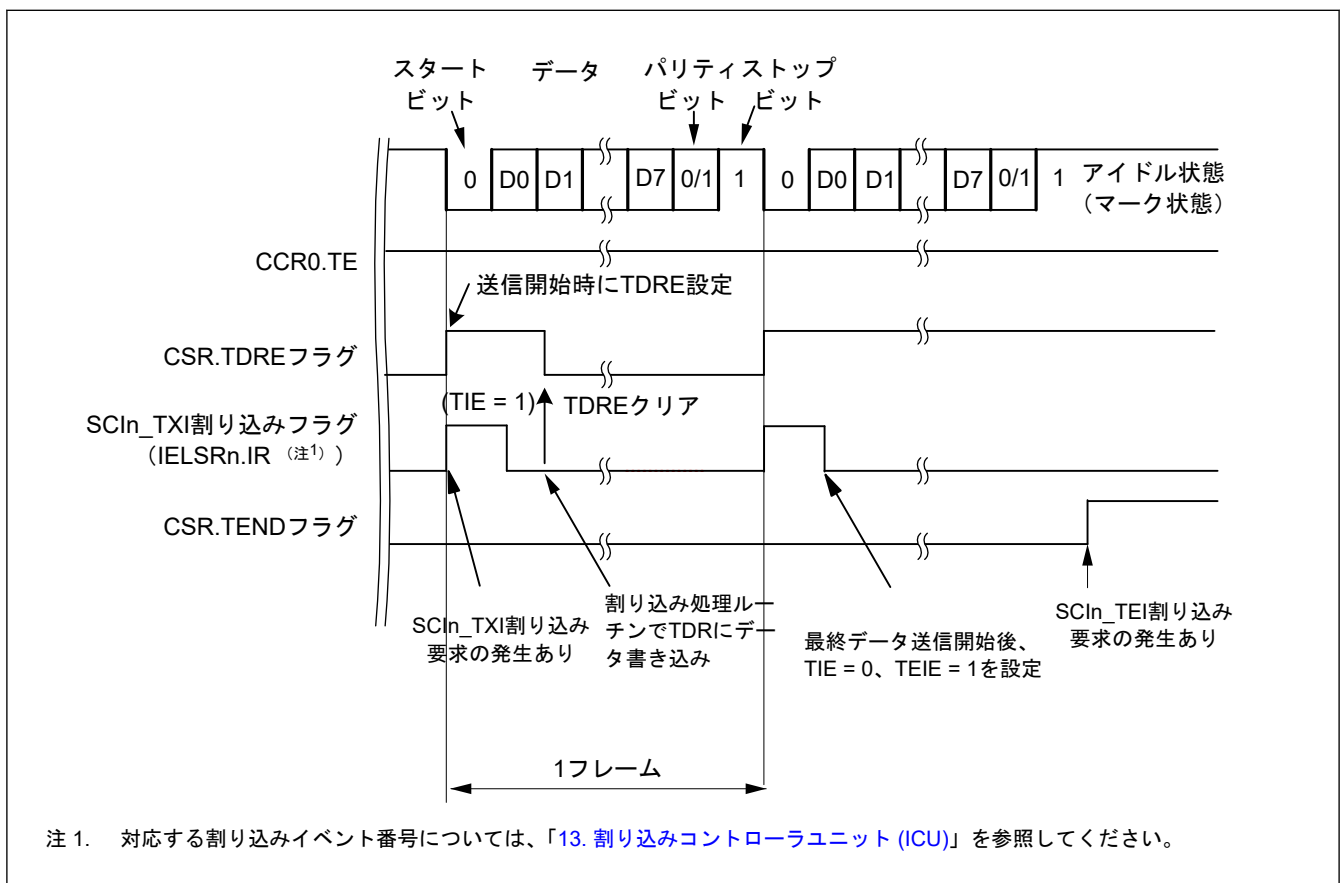 スタート
ビット
データ
パリティストップ
ビット
ビット
0 D0 D1 D7 0/1 1 0 D0 D1 D7 0/1 1 アイドル状態
（マーク状態）
CCR0.TE
送信開始時にTDRE設定
CSR.TDREフラグ
(TIE = 1)
TDREクリア
SCIn_TXI割り込みフラグ
（IELSRn.IR （注1））
CSR.TENDフラグ
SCIn_TXI割り込み
要求の発生あり
割り込み処理ルー
チンでTDRにデー
タ書き込み
最終データ送信開始後、
TIE = 0、TEIE = 1を設定
SCIn_TEI割り込み
要求の発生あり
1フレーム
注 1. 対応する割り込みイベント番号については、「13. 割り込みコントローラユニット (ICU)」を参照してください。